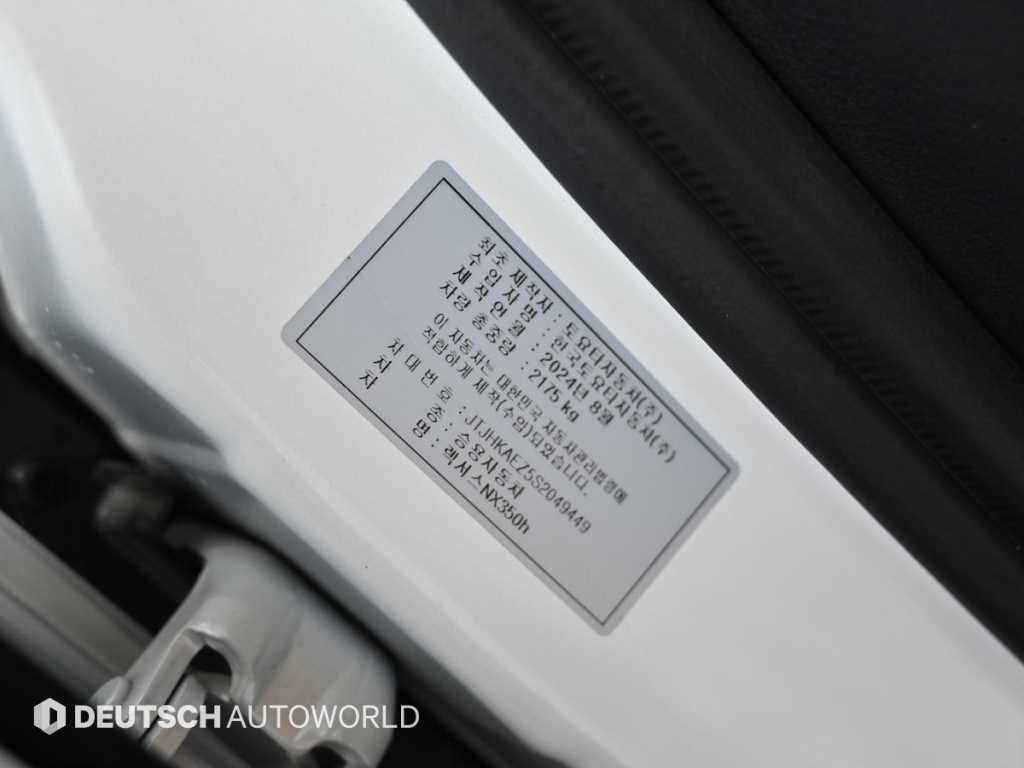 최초 제작사 : 토요타자동차(주)
수입 자명 : 한국토요타자동차(주)
제작 연월 : 2024년 8월
차량 총중량 : 2175 kg
이 자동차는 대한민국 자동차관리법령에
적합하게 제작(수입)되었습니다.
차대번호 : JTJHKAEZ5S2049449
차 종 : 승용자동차
차 명 : 렉서스NX350h
DEUTSCH AUTOWORLD